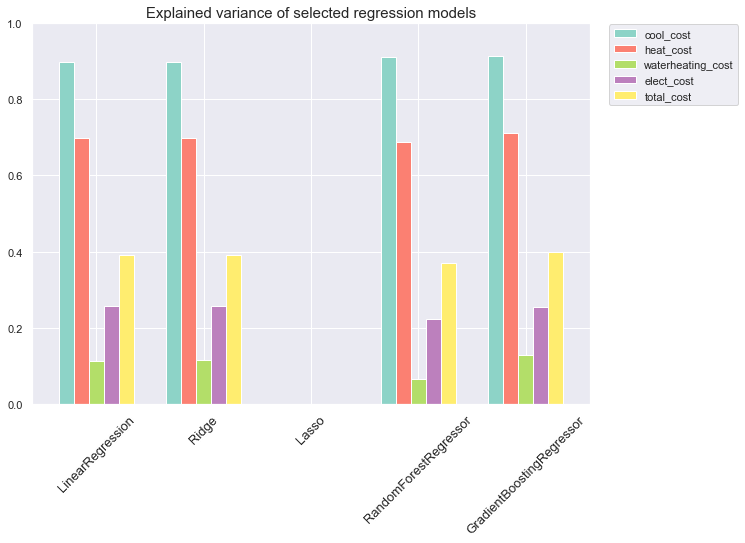 Explained variance of selected regression models
1.0
0.8
0.6
0.4
0.2
0.0
LinearRegression
Ridge
Lasso
RandomForestRegressor
GradientBoostingRegressor
cool_cost
heat_cost
waterheating_cost
elect_cost
total_cost